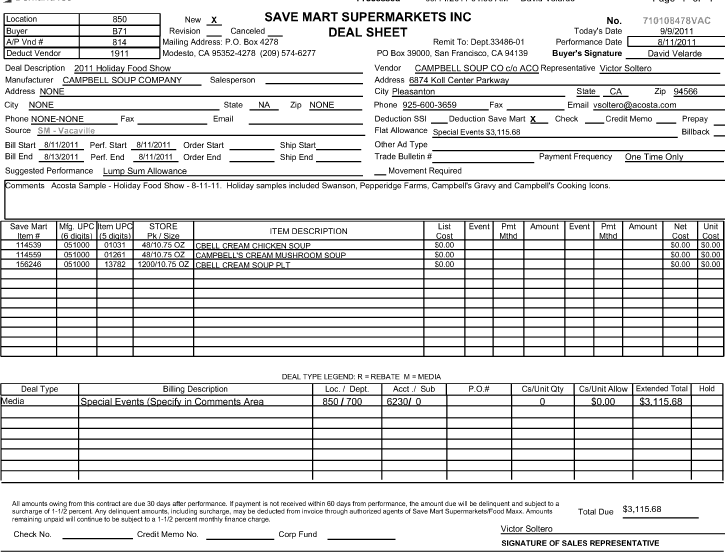 Location 850 New X SAVE MART SUPERMARKETS INC No. 710108478VAC
Buyer B71 Revision Canceled DEAL SHEET Today's Date 9/9/2011
A/P Vnd # 814 Mailing Address: P.O. Box 4278 Remit To: Dept.33486-01 Performance Date 8/11/2011
Deduct Vendor 1911 Modesto, CA 95352-4278 (209) 574-6277 PO Box 39000, San Francisco, CA 94139 Buyer's Signature David Velarde
Deal Description 2011 Holiday Food Show Vendor CAMPBELL SOUP CO c/o ACO Representative Victor Soltero
Manufacturer CAMPBELL SOUP COMPANY Salesperson Address 6874 Koll Center Parkway
Address NONE City Pleasanton State CA Zip 94566
City NONE State NA Zip NONE Phone 925-600-3659 Fax Email vsoltero@acosta.com
Phone NONE-NONE Fax Email Deduction SSI Deduction Save Mart X Check Credit Memo Prepay
Source SM - Vacaville Flat Allowance Special Events $3,115.68 Billback
Bill Start 8/11/2011 Perf. Start 8/11/2011 Order Start Ship Start Other Ad Type
Bill End 8/13/2011 Perf. End 8/11/2011 Order End Ship End Trade Bulletin # Payment Frequency One Time Only
Suggested Performance Lump Sum Allowance Movement Required
Comments Acosta Sample - Holiday Food Show - 8-11-11. Holiday samples included Swanson, Pepperidge Farms, Campbell's Gravy and Campbell's Cooking Icons.
Save Mart Item # Mfg. UPC (6 digits) Item UPC (5 digits) STORE Pk / Size ITEM DESCRIPTION List Cost Event Pmt Mthd Amount Event Pmt Mthd Amount Net Cost Unit Cost
114539 051000 01031 48/10.75 OZ CBELL CREAM CHICKEN SOUP $0.00 $0.00 $0.00
114559 051000 01261 48/10.75 OZ CAMPBELL'S CREAM MUSHROOM SOUP $0.00 $0.00 $0.00
156246 051000 13782 1200/10.75 OZ CBELL CREAM SOUP PLT $0.00 $0.00 $0.00
DEAL TYPE LEGEND: R = REBATE M = MEDIA
Deal Type Billing Description Loc. / Dept. Acct ./ Sub P.O.# Cs/Unit Qty Cs/Unit Allow Extended Total Hold
Media Special Events (Specify in Comments Area 850 / 700 6230/ 0 0 $0.00 $3,115.68
All amounts owing from this contract are due 30 days after performance. If payment is not received within 60 days from performance, the amount due will be delinquent and subject to a
surcharge of 1-1/2 percent. Any delinquent amounts, including surcharge, may be deducted from invoice through authorized agents of Save Mart Supermarkets/Food Maxx. Amounts
remaining unpaid will continue to be subject to a 1-1/2 percent monthly finance charge.
Total Due $3,115.68
Check No. Credit Memo No. Corp Fund Victor Soltero
SIGNATURE OF SALES REPRESENTATIVE